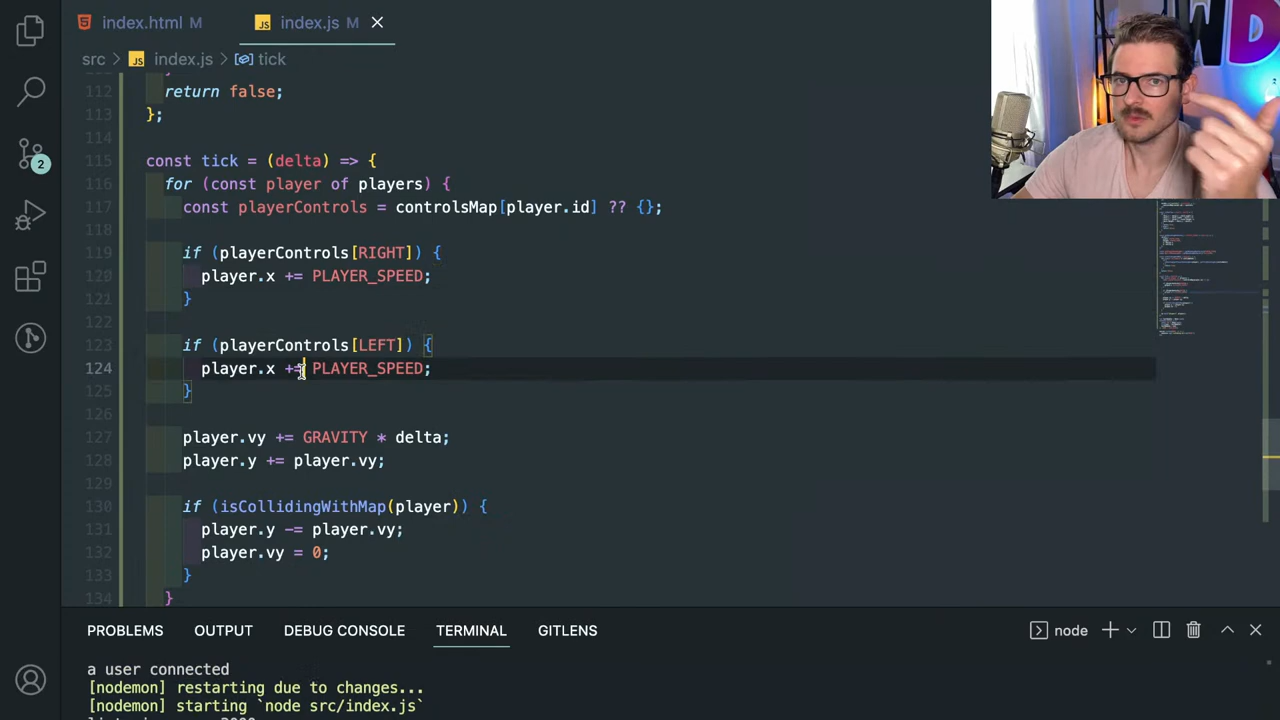 index.html M
JS index.js M
src > JS index.js > tick
112 return false;
113 };
114
115 const tick = (delta) => {
116 for (const player of players) {
117 const playerControls = controlsMap[player.id] ?? {};
118
119 if (playerControls[RIGHT]) {
120 player.x += PLAYER_SPEED;
121 }
122
123 if (playerControls[LEFT]) {
124 player.x += PLAYER_SPEED;
125 }
126
127 player.vy += GRAVITY * delta;
128 player.y += player.vy;
129
130 if (isCollidingWithMap(player)) {
131 player.y -= player.vy;
132 player.vy = 0;
133 }
134 }
2
PROBLEMS OUTPUT DEBUG CONSOLE TERMINAL GITLENS node
a user connected
[nodemon] restarting due to changes...
[nodemon] starting `node src/index.js`